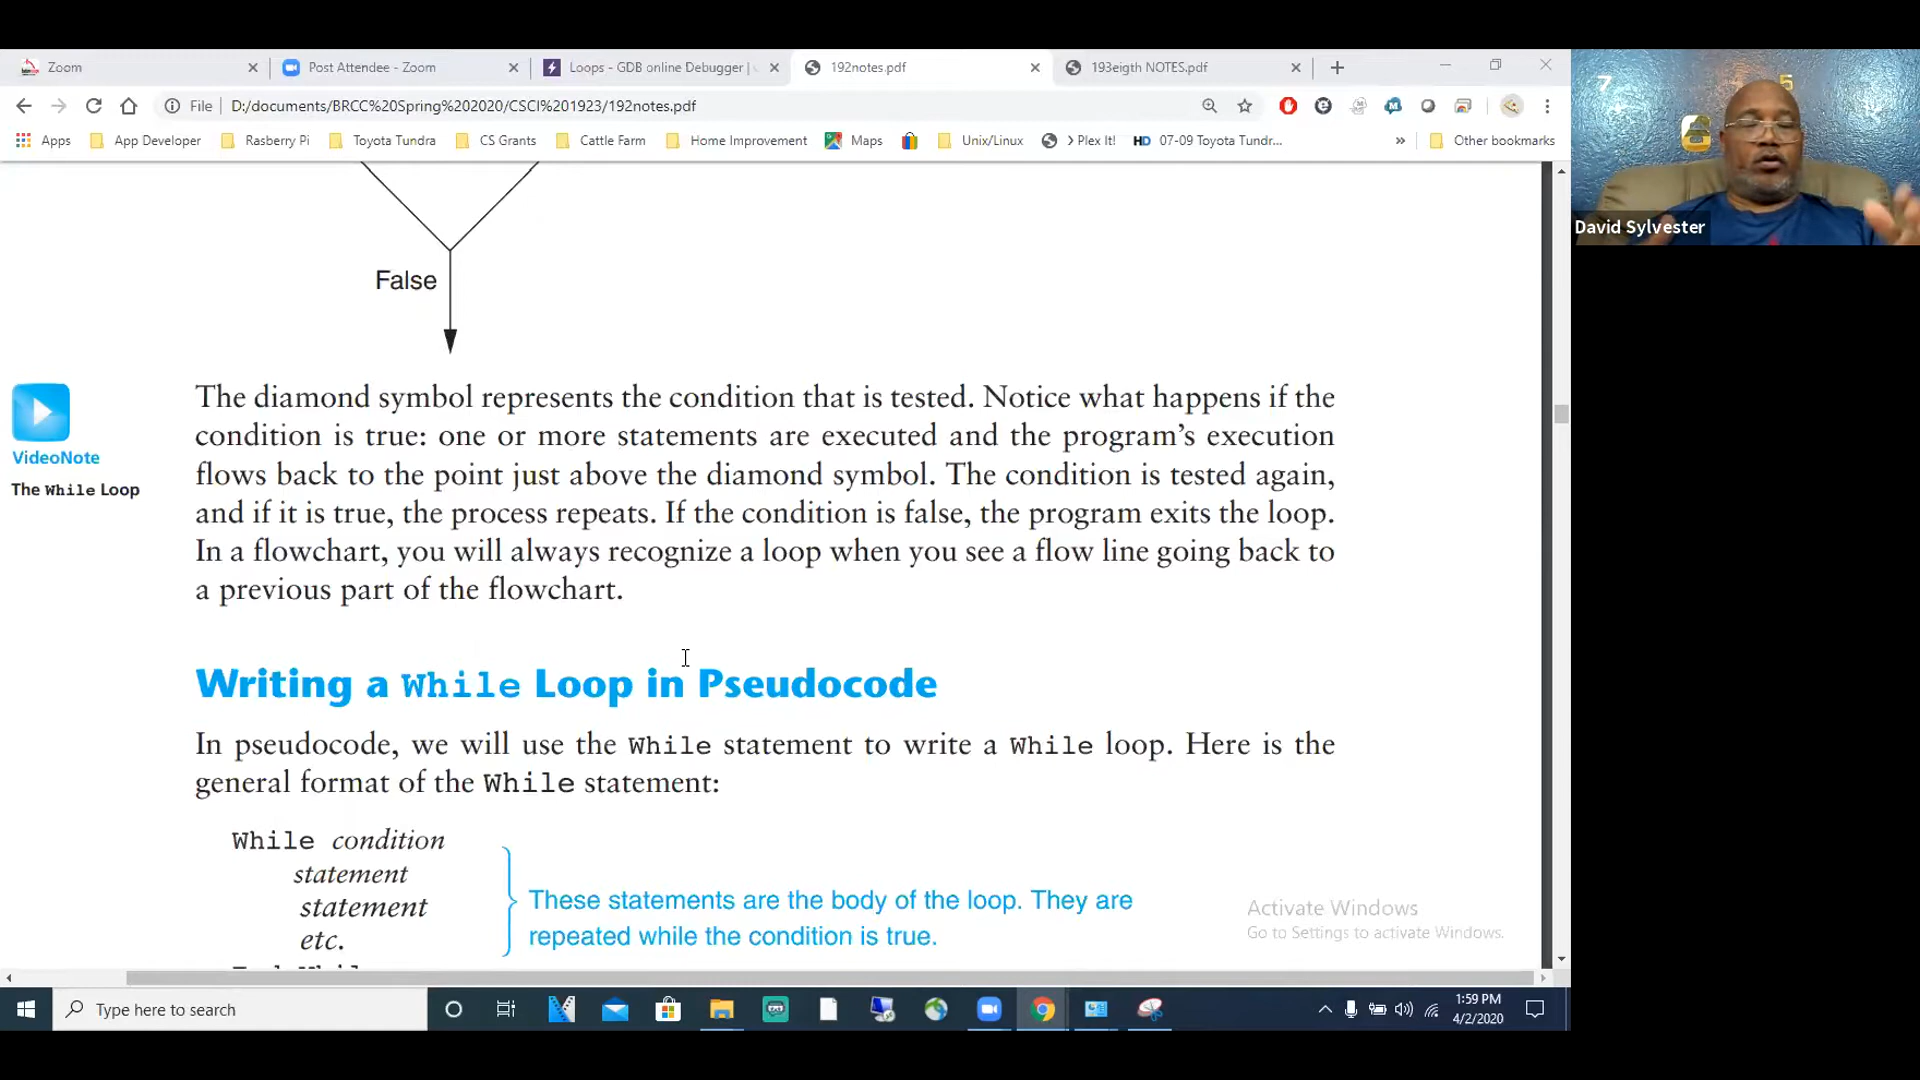 Zoom
Post Attendee - Zoom
Loops - GDB online Debugger |
192notes.pdf
193eigth NOTES.pdf
File
D:/documents/BRCC%20Spring%202020/CSCI%201923/192notes.pdf
Apps
App Developer
Rasberry Pi
Toyota Tundra
CS Grants
Cattle Farm
Home Improvement
Maps
Unix/Linux
> Plex It!
HD 07-09 Toyota Tundr...
»
Other bookmarks
7
5
David Sylvester
False
The diamond symbol represents the condition that is tested. Notice what happens if the
condition is true: one or more statements are executed and the program's execution
flows back to the point just above the diamond symbol. The condition is tested again,
and if it is true, the process repeats. If the condition is false, the program exits the loop.
In a flowchart, you will always recognize a loop when you see a flow line going back to
a previous part of the flowchart.
VideoNote
The While Loop
Writing a While Loop in Pseudocode
In pseudocode, we will use the While statement to write a While loop. Here is the
general format of the While statement:
While condition
statement
statement
etc.
These statements are the body of the loop. They are
repeated while the condition is true.
Activate Windows
Go to Settings to activate Windows.
Type here to search
1:59 PM
4/2/2020